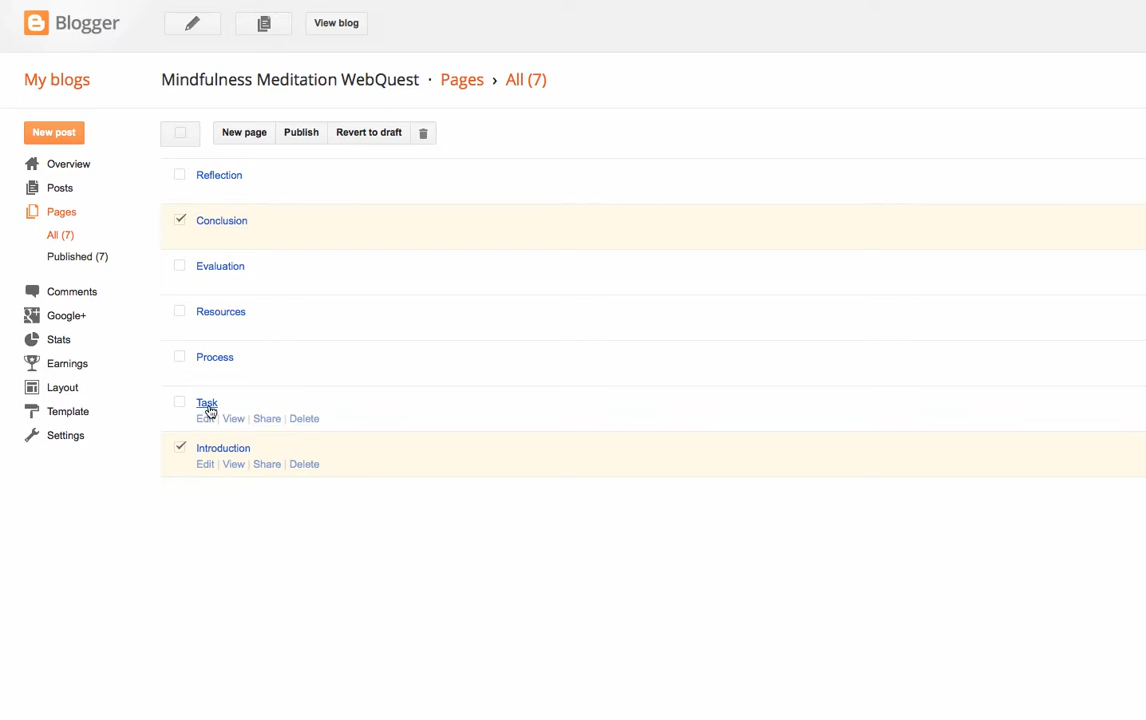 Blogger
View blog
My blogs
Mindfulness Meditation WebQuest · Pages › All (7)
New post
New page
Publish
Revert to draft
Overview
Posts
Pages
All (7)
Published (7)
Comments
Google+
Stats
Earnings
Layout
Template
Settings
Reflection
Conclusion
Evaluation
Resources
Process
Task
Edit | View | Share | Delete
Introduction
Edit | View | Share | Delete